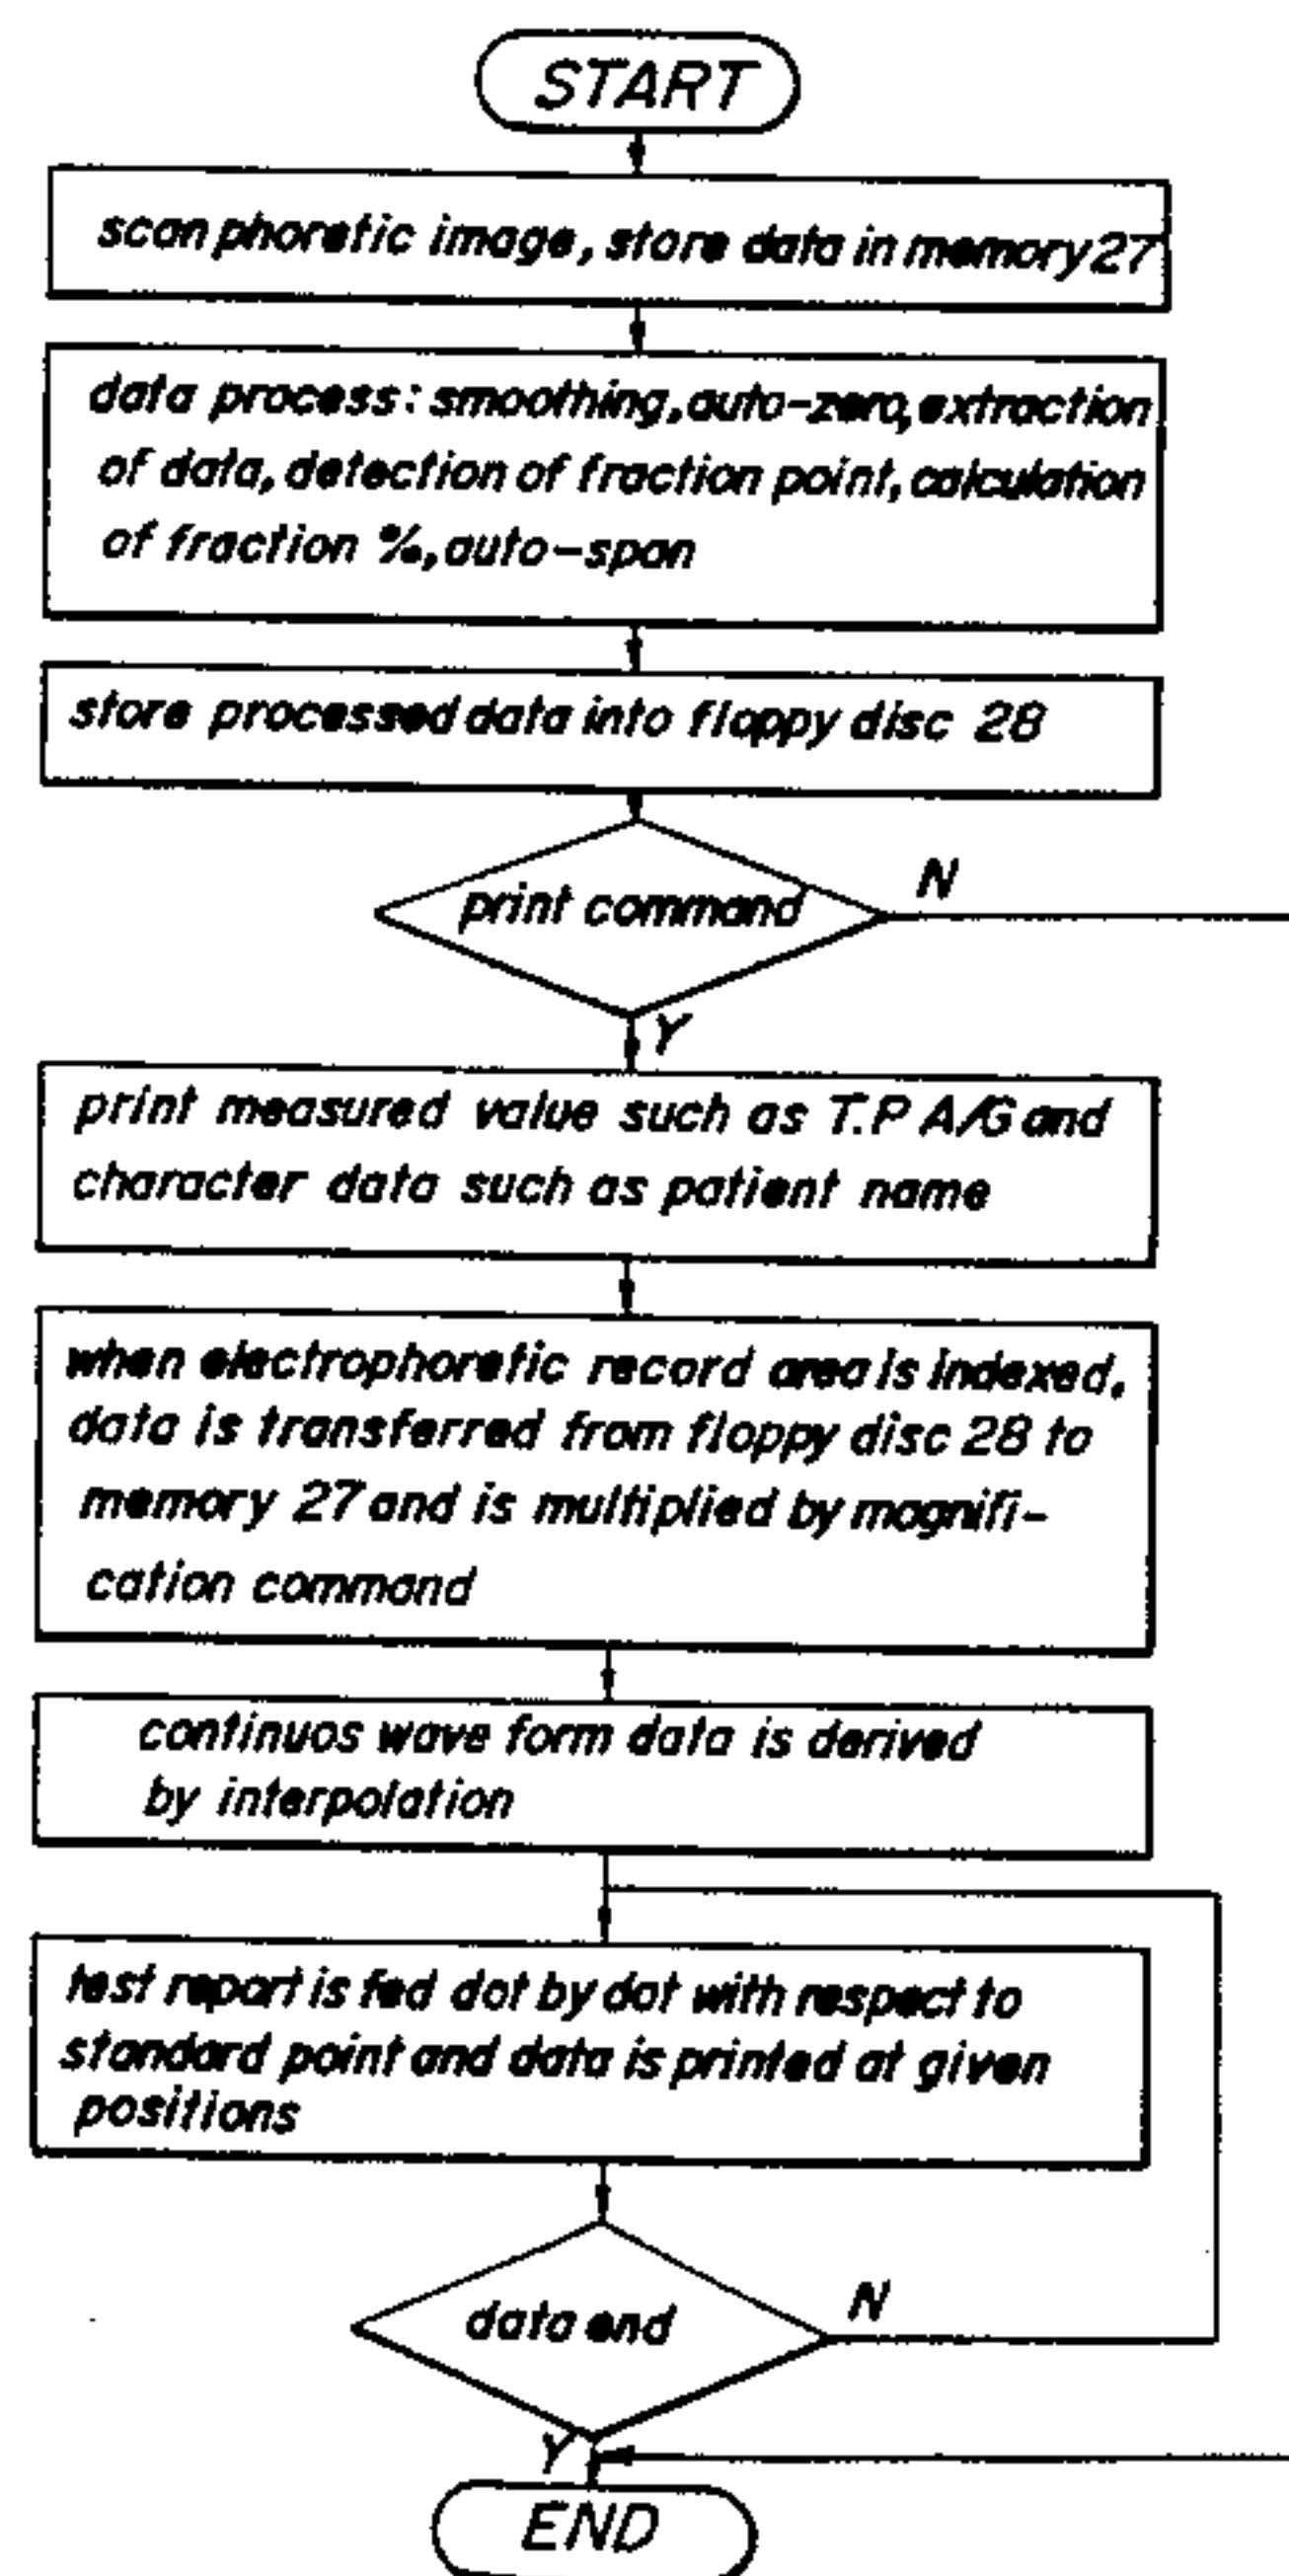 START
scan phoretic image, store data in memory 27
data process: smoothing, auto-zero, extraction
of data, detection of fraction point, calculation
of fraction %, auto-span
store processed data into floppy disc 28
print command
N
Y
print measured value such as T.P A/G and
character data such as patient name
when electrophoretic record area is indexed,
data is transferred from floppy disc 28 to
memory 27 and is multiplied by magnifi-
cation command
continuos wave form data is derived
by interpolation
test report is fed dot by dot with respect to
standard point and data is printed at given
positions
data end
N
Y
END